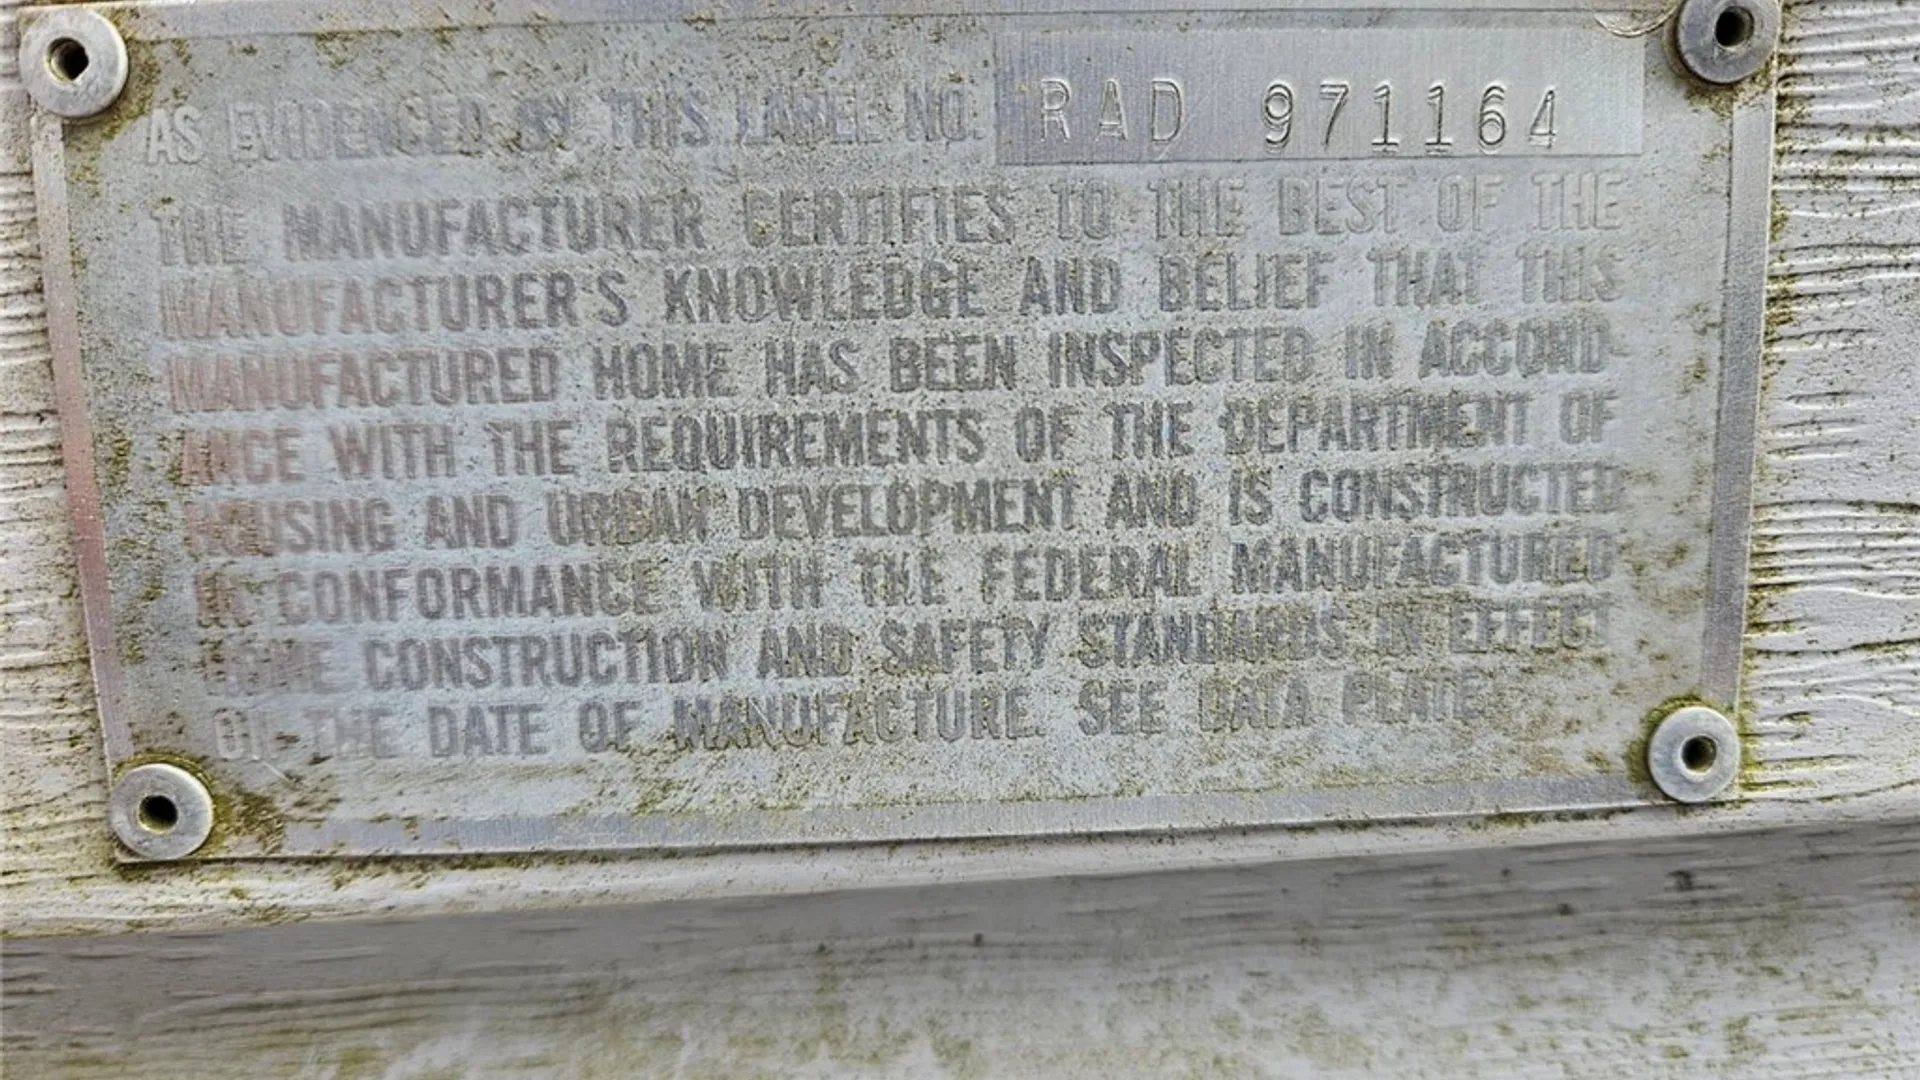 AS EVIDENCED BY THIS LABEL NO. RAD 971164
THE MANUFACTURER CERTIFIES TO THE BEST OF THE
MANUFACTURER'S KNOWLEDGE AND BELIEF THAT THIS
MANUFACTURED HOME HAS BEEN INSPECTED IN ACCORD-
ANCE WITH THE REQUIREMENTS OF THE DEPARTMENT OF
HOUSING AND URBAN DEVELOPMENT AND IS CONSTRUCTED
IN CONFORMANCE WITH THE FEDERAL MANUFACTURED
HOME CONSTRUCTION AND SAFETY STANDARDS IN EFFECT
ON THE DATE OF MANUFACTURE. SEE DATA PLATE.